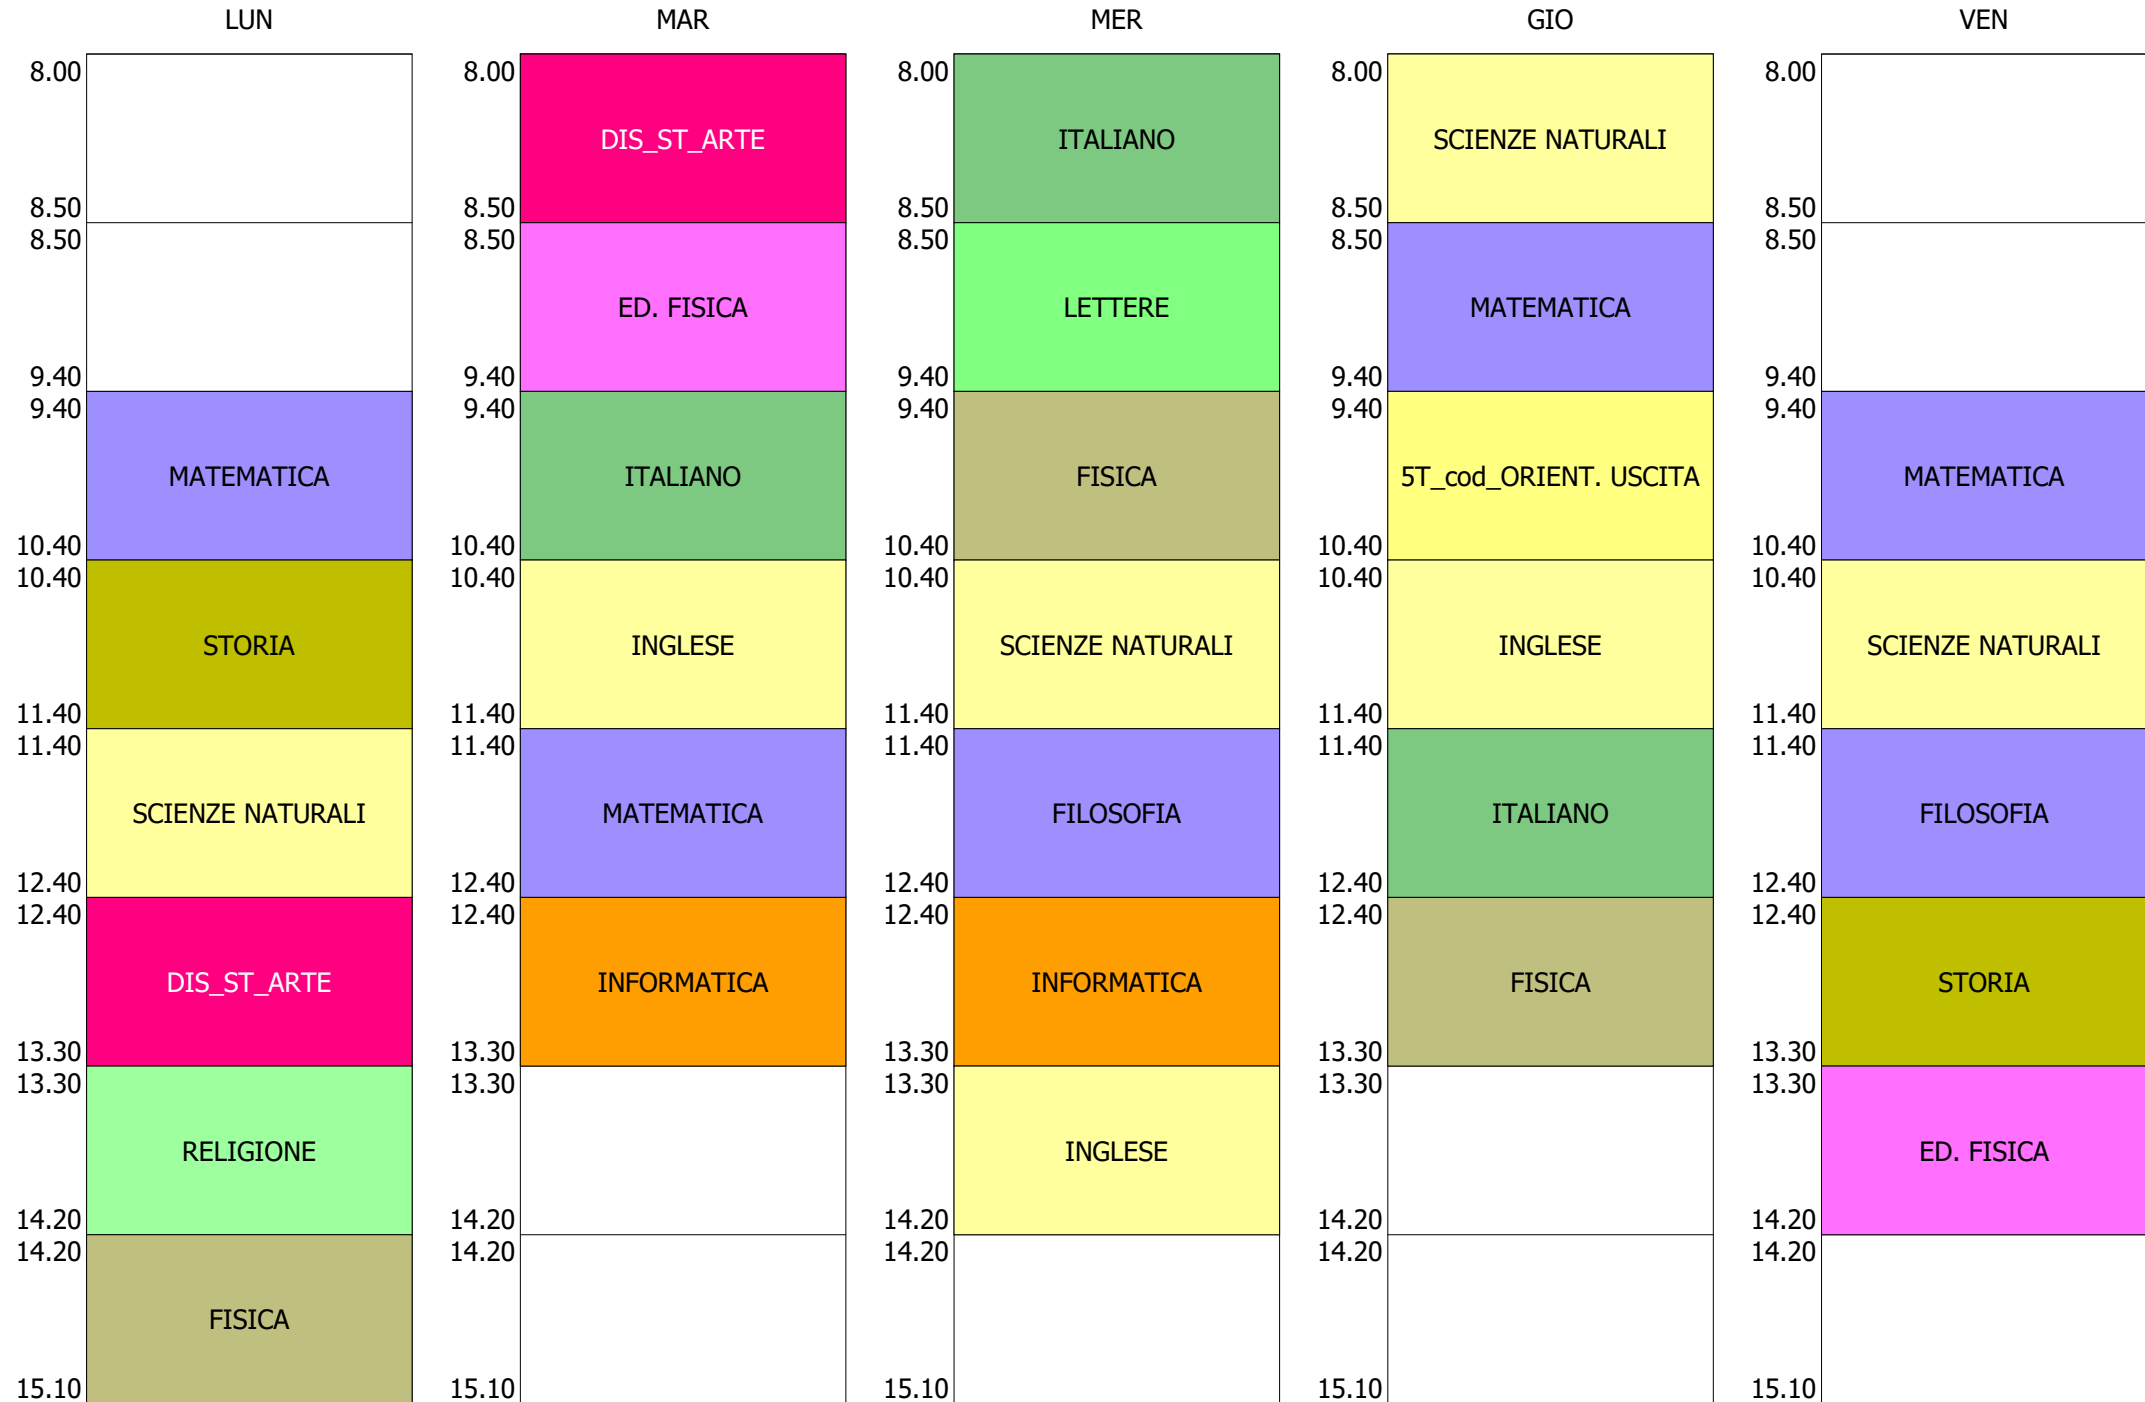 LUN MAR MER GIO VEN
8.00 8.00 8.00 8.00 8.00
DIS_ST_ARTE ITALIANO SCIENZE NATURALI
8.50 8.50 8.50 8.50 8.50
8.50 8.50 8.50 8.50 8.50
ED. FISICA LETTERE MATEMATICA
9.40 9.40 9.40 9.40 9.40
9.40 9.40 9.40 9.40 9.40
MATEMATICA ITALIANO FISICA 5T_cod_ORIENT. USCITA MATEMATICA
10.40 10.40 10.40 10.40 10.40
10.40 10.40 10.40 10.40 10.40
STORIA INGLESE SCIENZE NATURALI INGLESE SCIENZE NATURALI
11.40 11.40 11.40 11.40 11.40
11.40 11.40 11.40 11.40 11.40
SCIENZE NATURALI MATEMATICA FILOSOFIA ITALIANO FILOSOFIA
12.40 12.40 12.40 12.40 12.40
12.40 12.40 12.40 12.40 12.40
DIS_ST_ARTE INFORMATICA INFORMATICA FISICA STORIA
13.30 13.30 13.30 13.30 13.30
13.30 13.30 13.30 13.30 13.30
RELIGIONE INGLESE ED. FISICA
14.20 14.20 14.20 14.20 14.20
14.20 14.20 14.20 14.20 14.20
FISICA
15.10 15.10 15.10 15.10 15.10